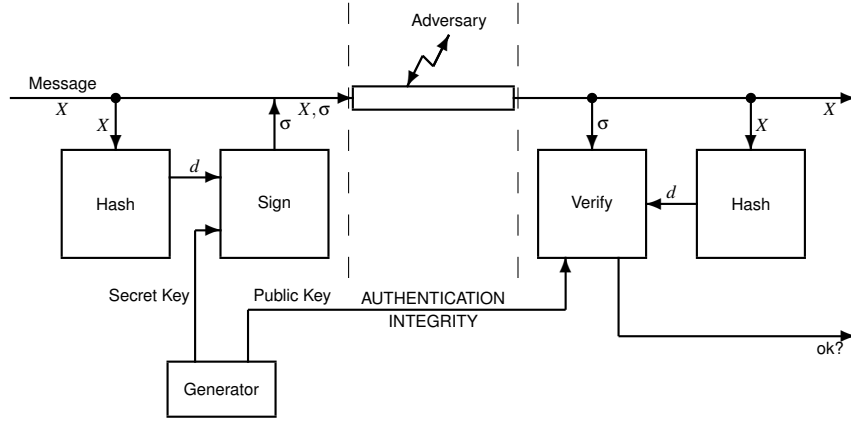 Adversary
Message
X
X, σ
X
X
σ
σ
X
d
d
Hash
Sign
Verify
Hash
Secret Key
Public Key
AUTHENTICATION
INTEGRITY
ok?
Generator